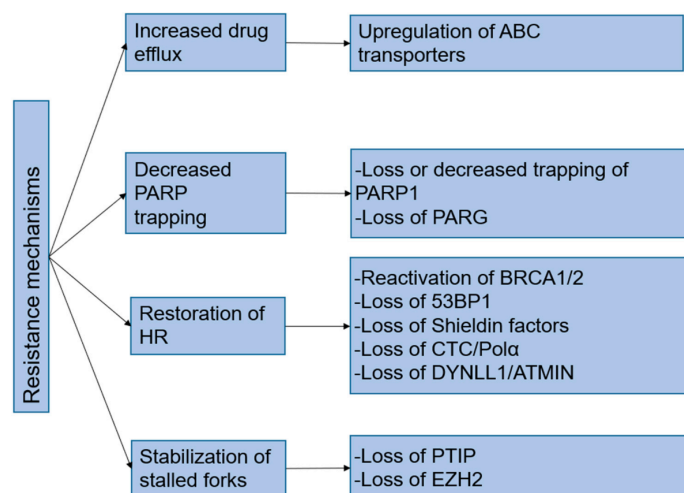 Resistance mechanisms
Increased drug
efflux
Upregulation of ABC
transporters
Decreased
PARP
trapping
-Loss or decreased trapping of
PARP1
-Loss of PARG
Restoration of
HR
-Reactivation of BRCA1/2
-Loss of 53BP1
-Loss of Shieldin factors
-Loss of CTC/Polα
-Loss of DYNLL1/ATMIN
Stabilization of
stalled forks
-Loss of PTIP
-Loss of EZH2